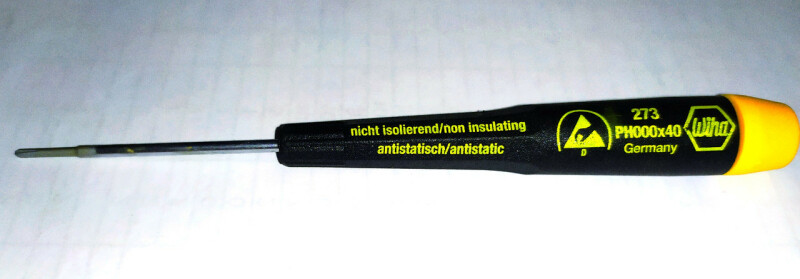 nicht isolierend/non insulating
antistatisch/antistatic
D
273
PH000x40
Germany
Wiha